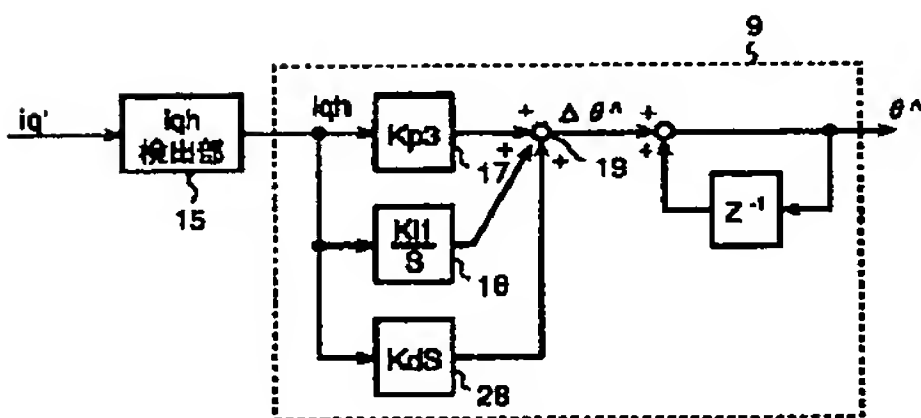 9
iq'
iqh
検出部
15
iqh
Kp3
17
+
+
+
19
Δθ^
+
+
θ^
Z⁻¹
KI1
S
18
KdS
28